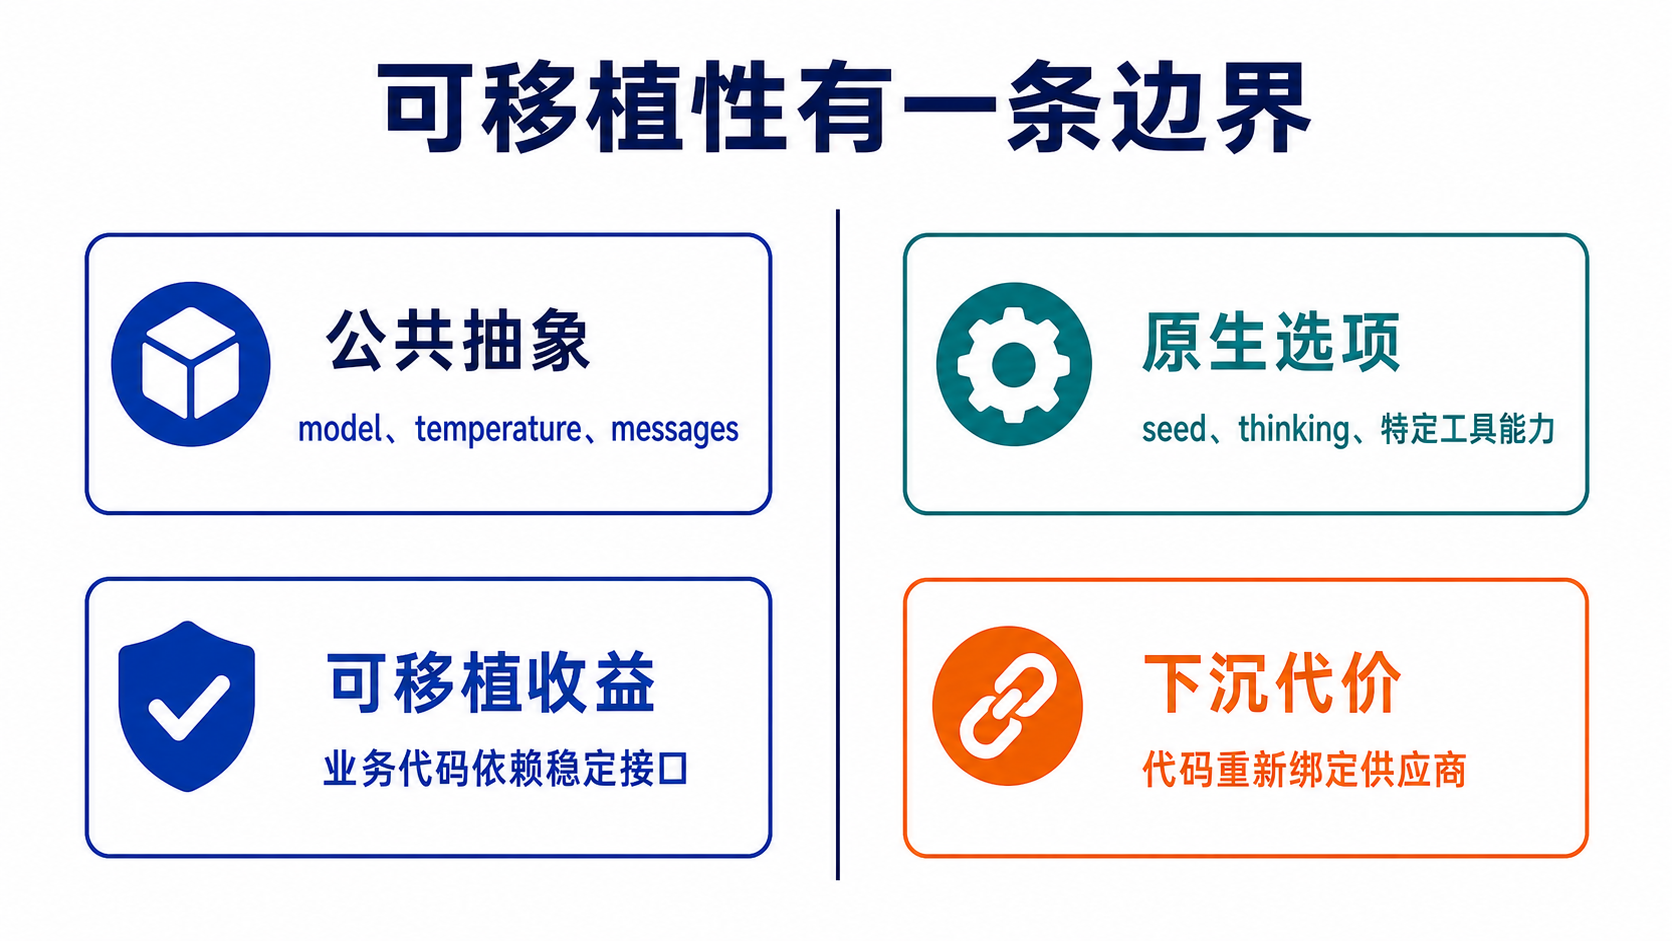 可移植性有一条边界
公共抽象
model、temperature、messages
原生选项
seed、thinking、特定工具能力
可移植收益
业务代码依赖稳定接口
下沉代价
代码重新绑定供应商